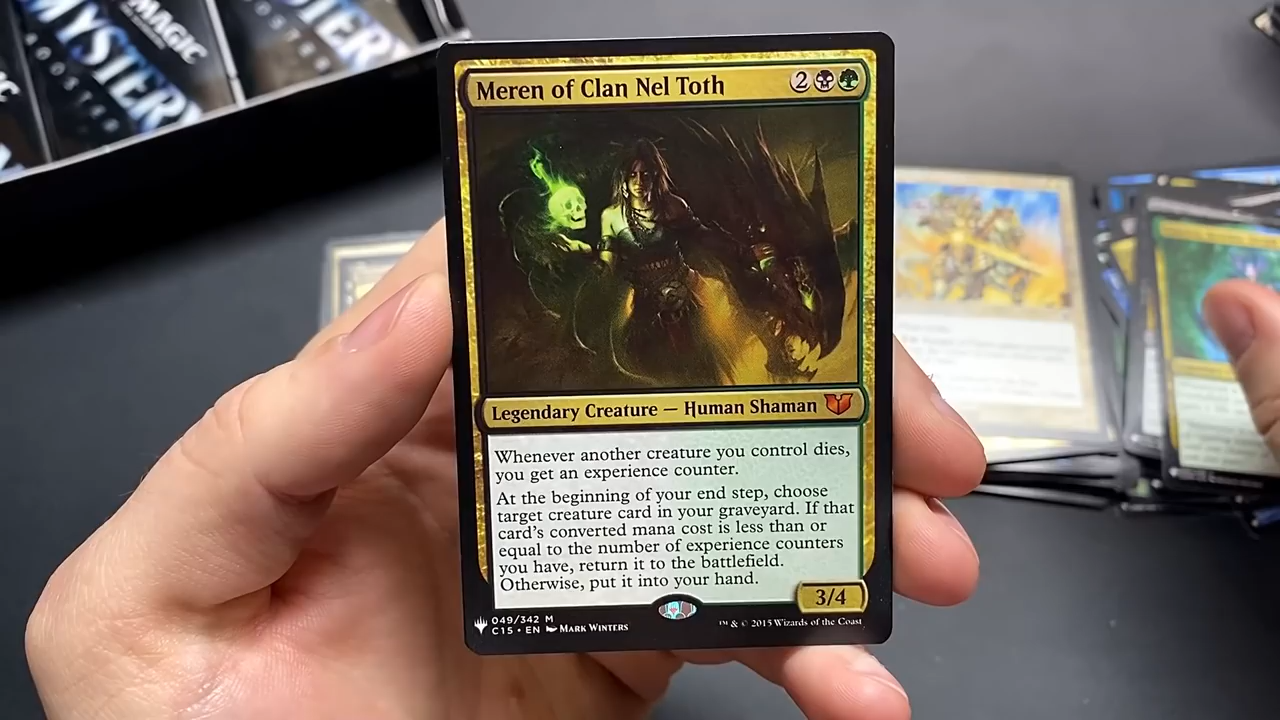 MAGIC
MYSTERY
BOOSTER
Meren of Clan Nel Toth
2
Legendary Creature — Human Shaman
Whenever another creature you control dies,
you get an experience counter.
At the beginning of your end step, choose
target creature card in your graveyard. If that
card's converted mana cost is less than or
equal to the number of experience counters
you have, return it to the battlefield.
Otherwise, put it into your hand.
3/4
049/342 M
C15 • EN MARK WINTERS
™ & © 2015 Wizards of the Coast